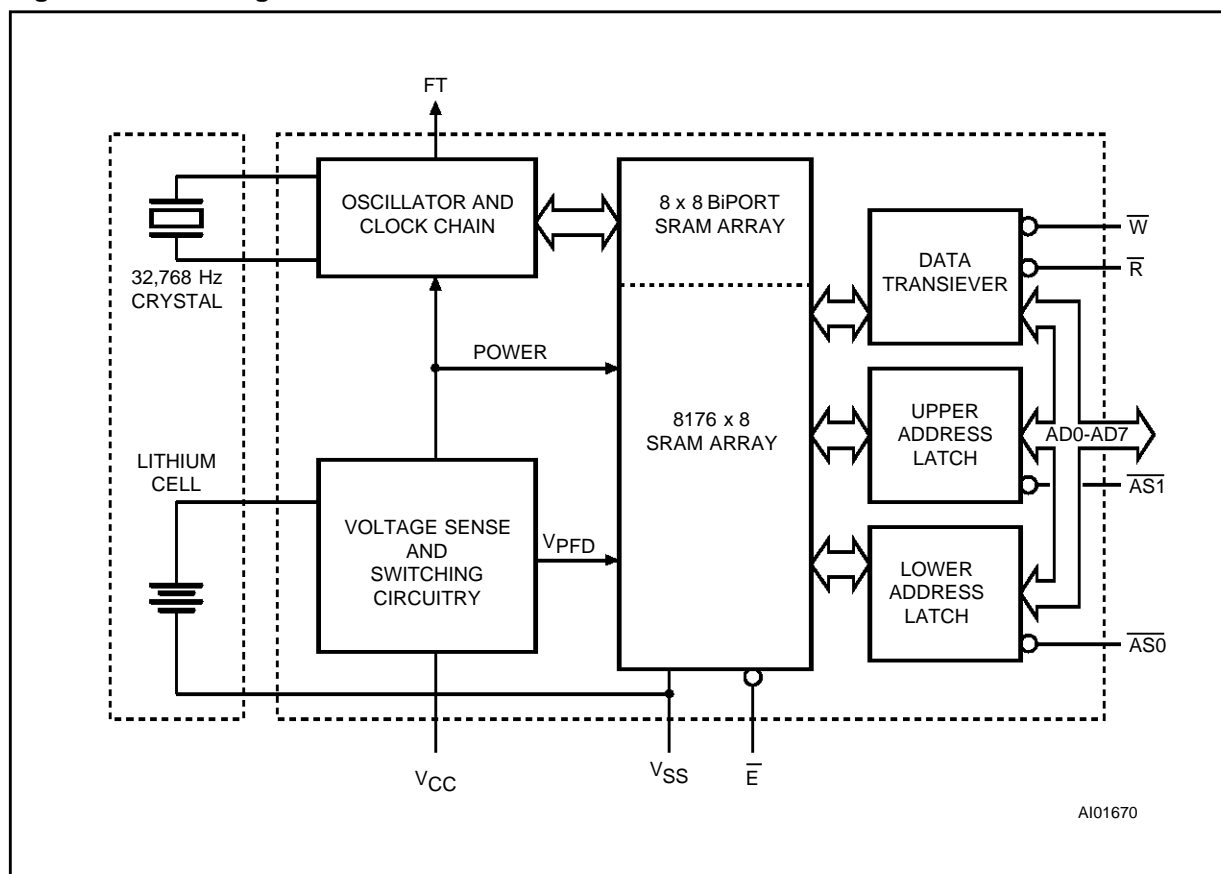 FT
OSCILLATOR AND
CLOCK CHAIN
8 x 8 BiPORT
SRAM ARRAY
DATA
TRANSIEVER
W̅
R̅
32,768 Hz
CRYSTAL
POWER
8176 x 8
SRAM ARRAY
UPPER
ADDRESS
LATCH
AD0-AD7
A̅S̅1̅
LITHIUM
CELL
VOLTAGE SENSE
AND
SWITCHING
CIRCUITRY
VPFD
LOWER
ADDRESS
LATCH
A̅S̅0̅
VCC
VSS
E̅
AI01670